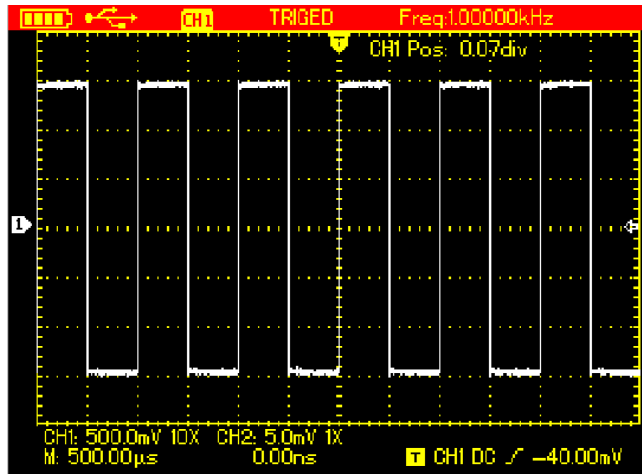 CH1 TRIGED Freq:1.00000kHz
T
CH1 Pos: 0.07div
1
CH1: 500.0mV 10X CH2: 5.0mV 1X
M: 500.00µs 0.00ns T CH1 DC / −40.00mV